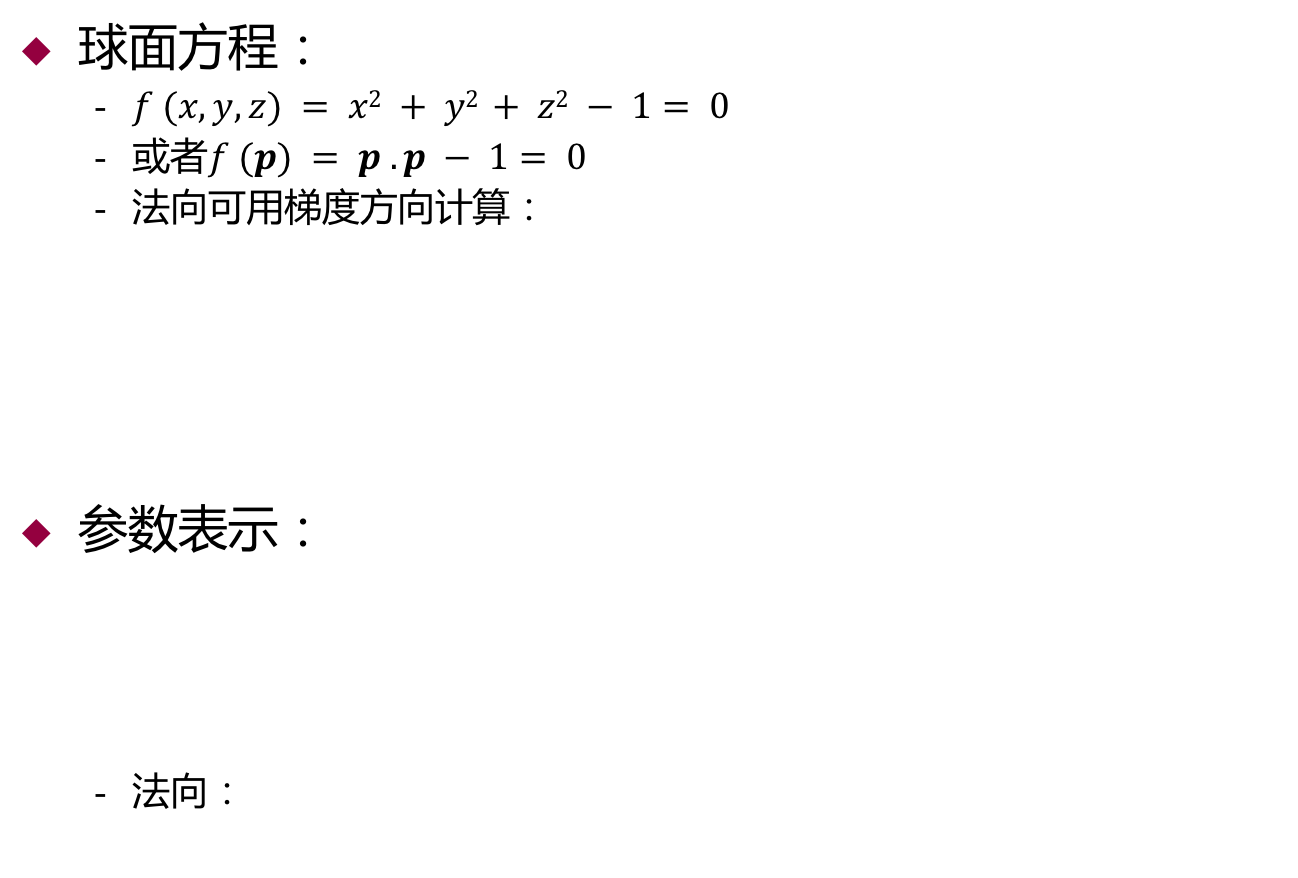 ◆ 球面方程：
- f (x, y, z) = x² + y² + z² − 1 = 0
- 或者f (p) = p . p − 1 = 0
- 法向可用梯度方向计算：
◆ 参数表示：
- 法向：